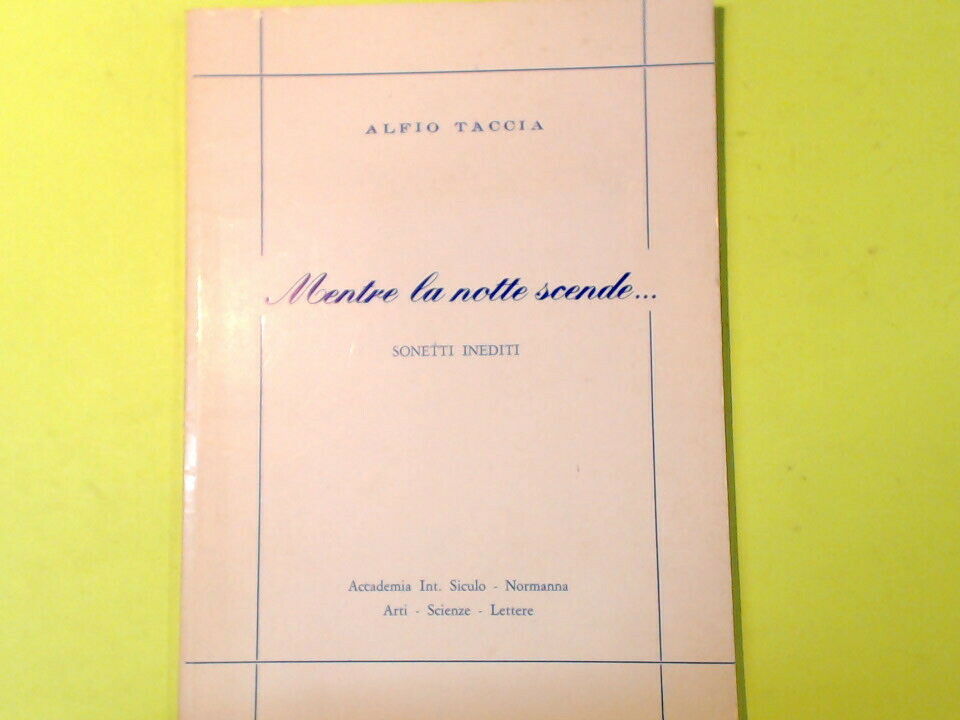 ALFIO TACCIA
Mentre la notte scende...
SONETTI INEDITI
Accademia Int. Siculo - Normanna
Arti - Scienze - Lettere